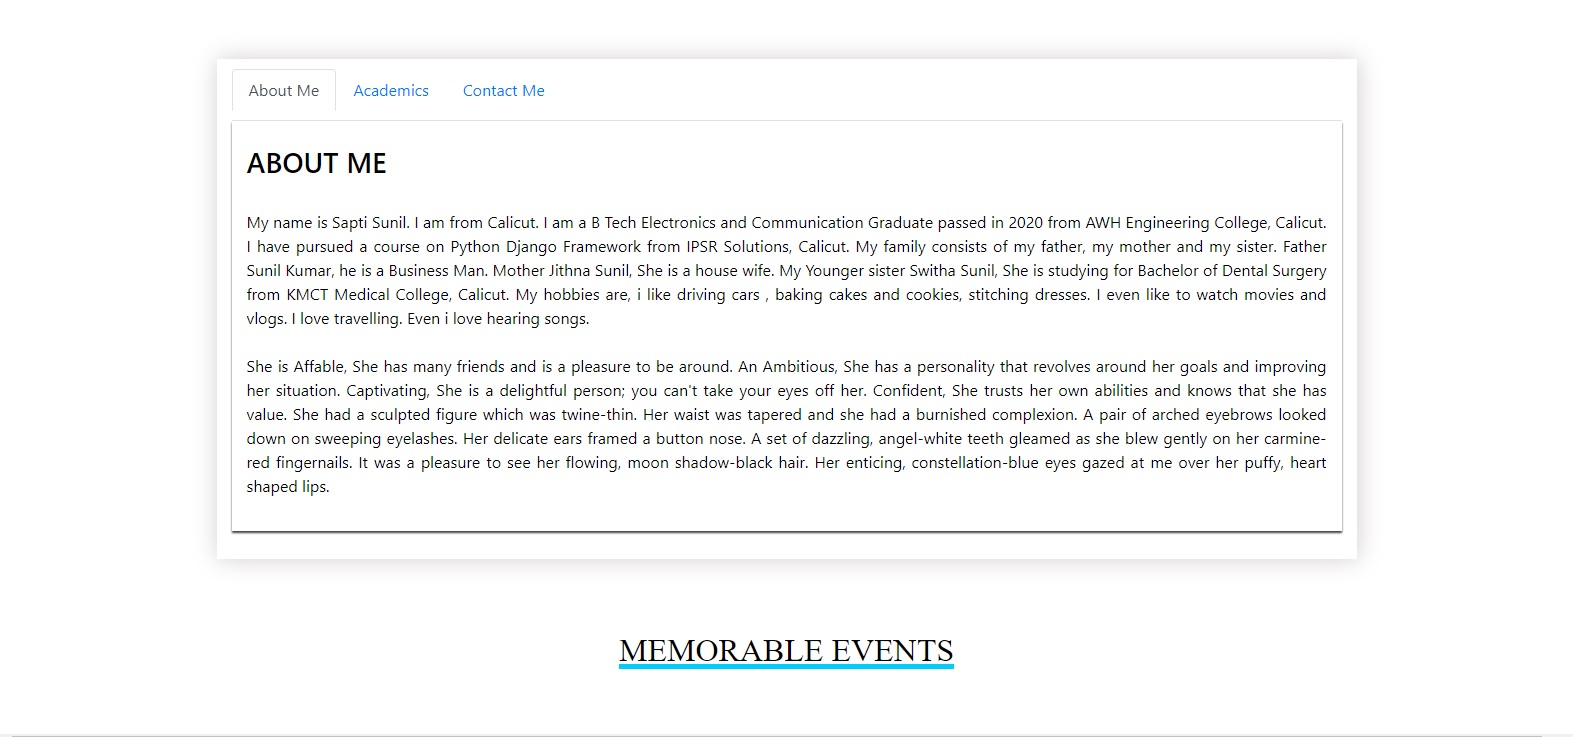 About Me Academics Contact Me
ABOUT ME
My name is Sapti Sunil. I am from Calicut. I am a B Tech Electronics and Communication Graduate passed in 2020 from AWH Engineering College, Calicut.
I have pursued a course on Python Django Framework from IPSR Solutions, Calicut. My family consists of my father, my mother and my sister. Father
Sunil Kumar, he is a Business Man. Mother Jithna Sunil, She is a house wife. My Younger sister Switha Sunil, She is studying for Bachelor of Dental Surgery
from KMCT Medical College, Calicut. My hobbies are, i like driving cars , baking cakes and cookies, stitching dresses. I even like to watch movies and
vlogs. I love travelling. Even i love hearing songs.
She is Affable, She has many friends and is a pleasure to be around. An Ambitious, She has a personality that revolves around her goals and improving
her situation. Captivating, She is a delightful person; you can't take your eyes off her. Confident, She trusts her own abilities and knows that she has
value. She had a sculpted figure which was twine-thin. Her waist was tapered and she had a burnished complexion. A pair of arched eyebrows looked
down on sweeping eyelashes. Her delicate ears framed a button nose. A set of dazzling, angel-white teeth gleamed as she blew gently on her carmine-
red fingernails. It was a pleasure to see her flowing, moon shadow-black hair. Her enticing, constellation-blue eyes gazed at me over her puffy, heart
shaped lips.
MEMORABLE EVENTS